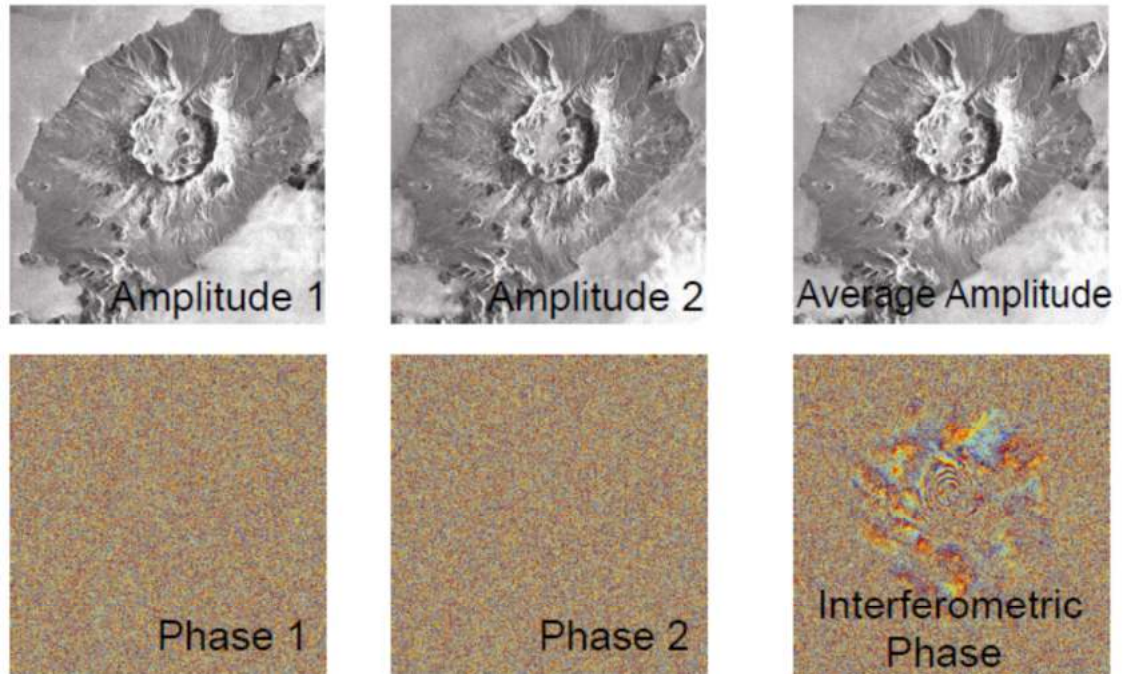 Amplitude 1
Amplitude 2
Average Amplitude
Phase 1
Phase 2
Interferometric
Phase